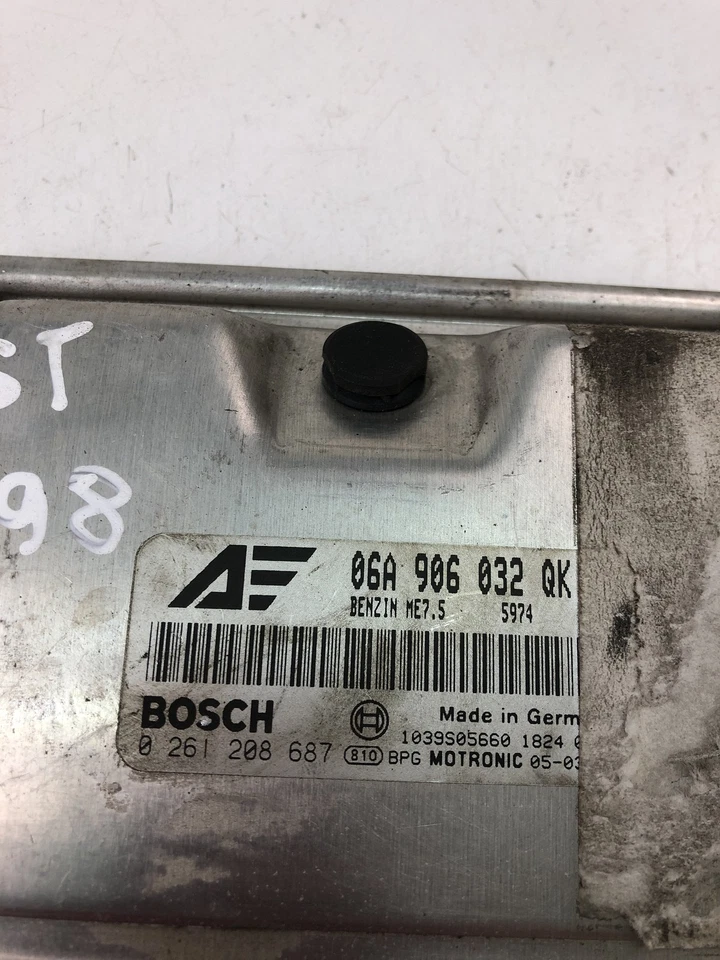 ST
98
AE 06A 906 032 QK
BENZIN ME7.5 5974
BOSCH Made in Germ
0 261 208 687 810 BPG MOTRONIC 05-03
1039S05660 1824